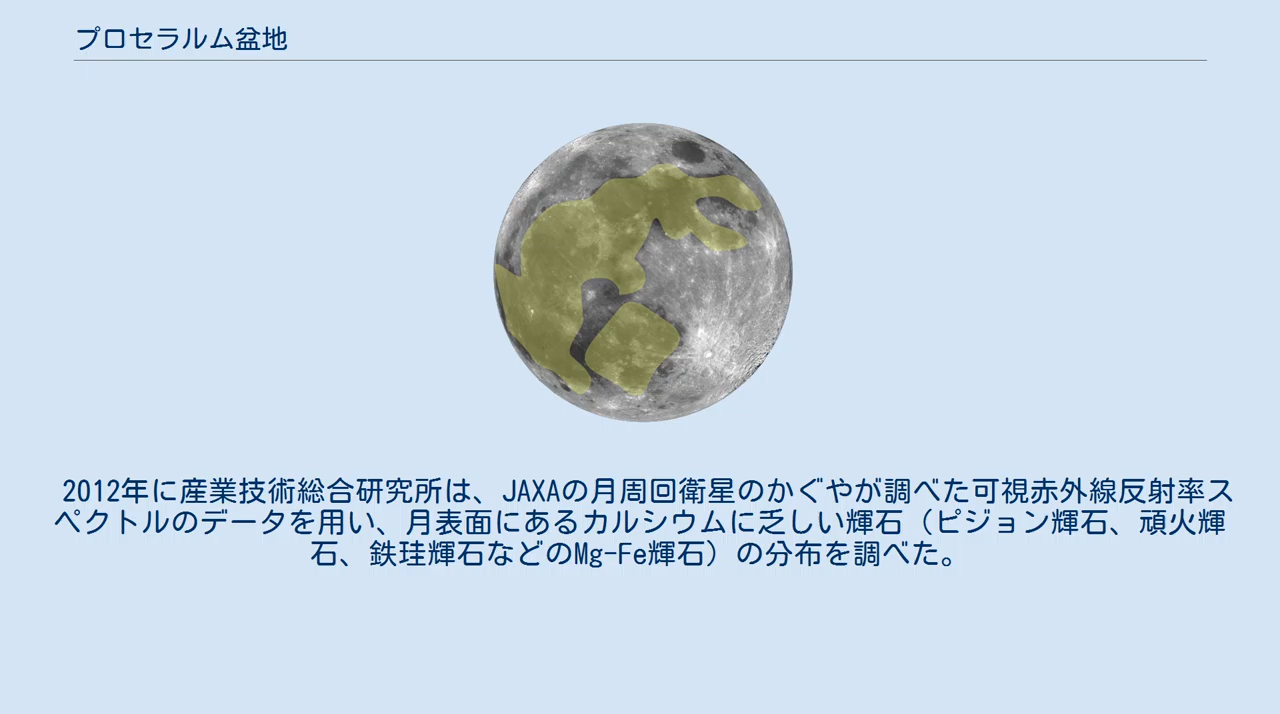 プロセラルム盆地
2012年に産業技術総合研究所は、JAXAの月周回衛星のかぐやが調べた可視赤外線反射率ス
ペクトルのデータを用い、月表面にあるカルシウムに乏しい輝石（ピジョン輝石、頑火輝
石、鉄珪輝石などのMg-Fe輝石）の分布を調べた。